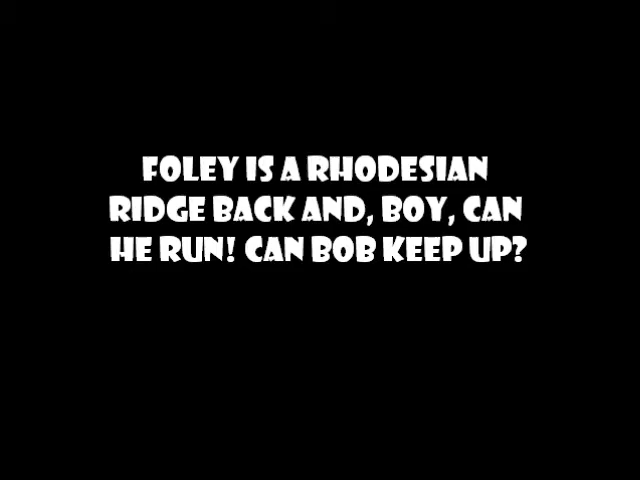 FOLEY IS A RHODESIAN
RIDGE BACK AND, BOY, CAN
HE RUN! CAN BOB KEEP UP?